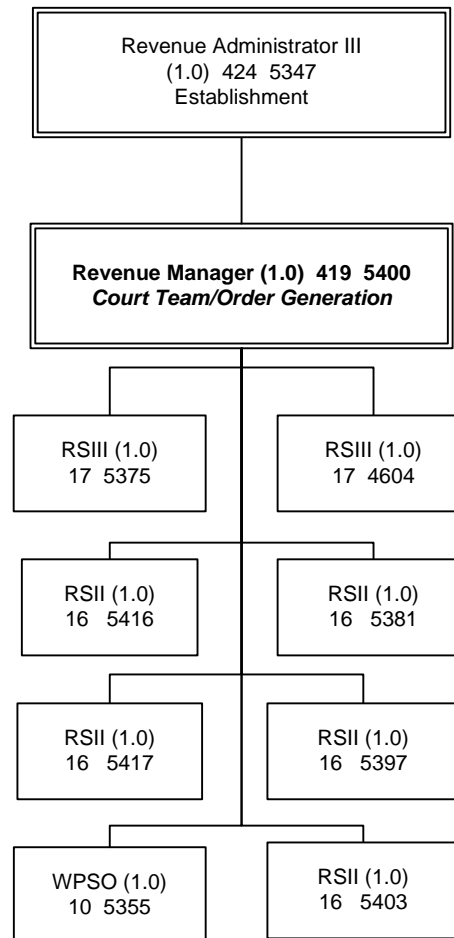 Revenue Administrator III
(1.0) 424 5347
Establishment
Revenue Manager (1.0) 419 5400
Court Team/Order Generation
RSIII (1.0)
17 5375
RSIII (1.0)
17 4604
RSII (1.0)
16 5416
RSII (1.0)
16 5381
RSII (1.0)
16 5417
RSII (1.0)
16 5397
WPSO (1.0)
10 5355
RSII (1.0)
16 5403